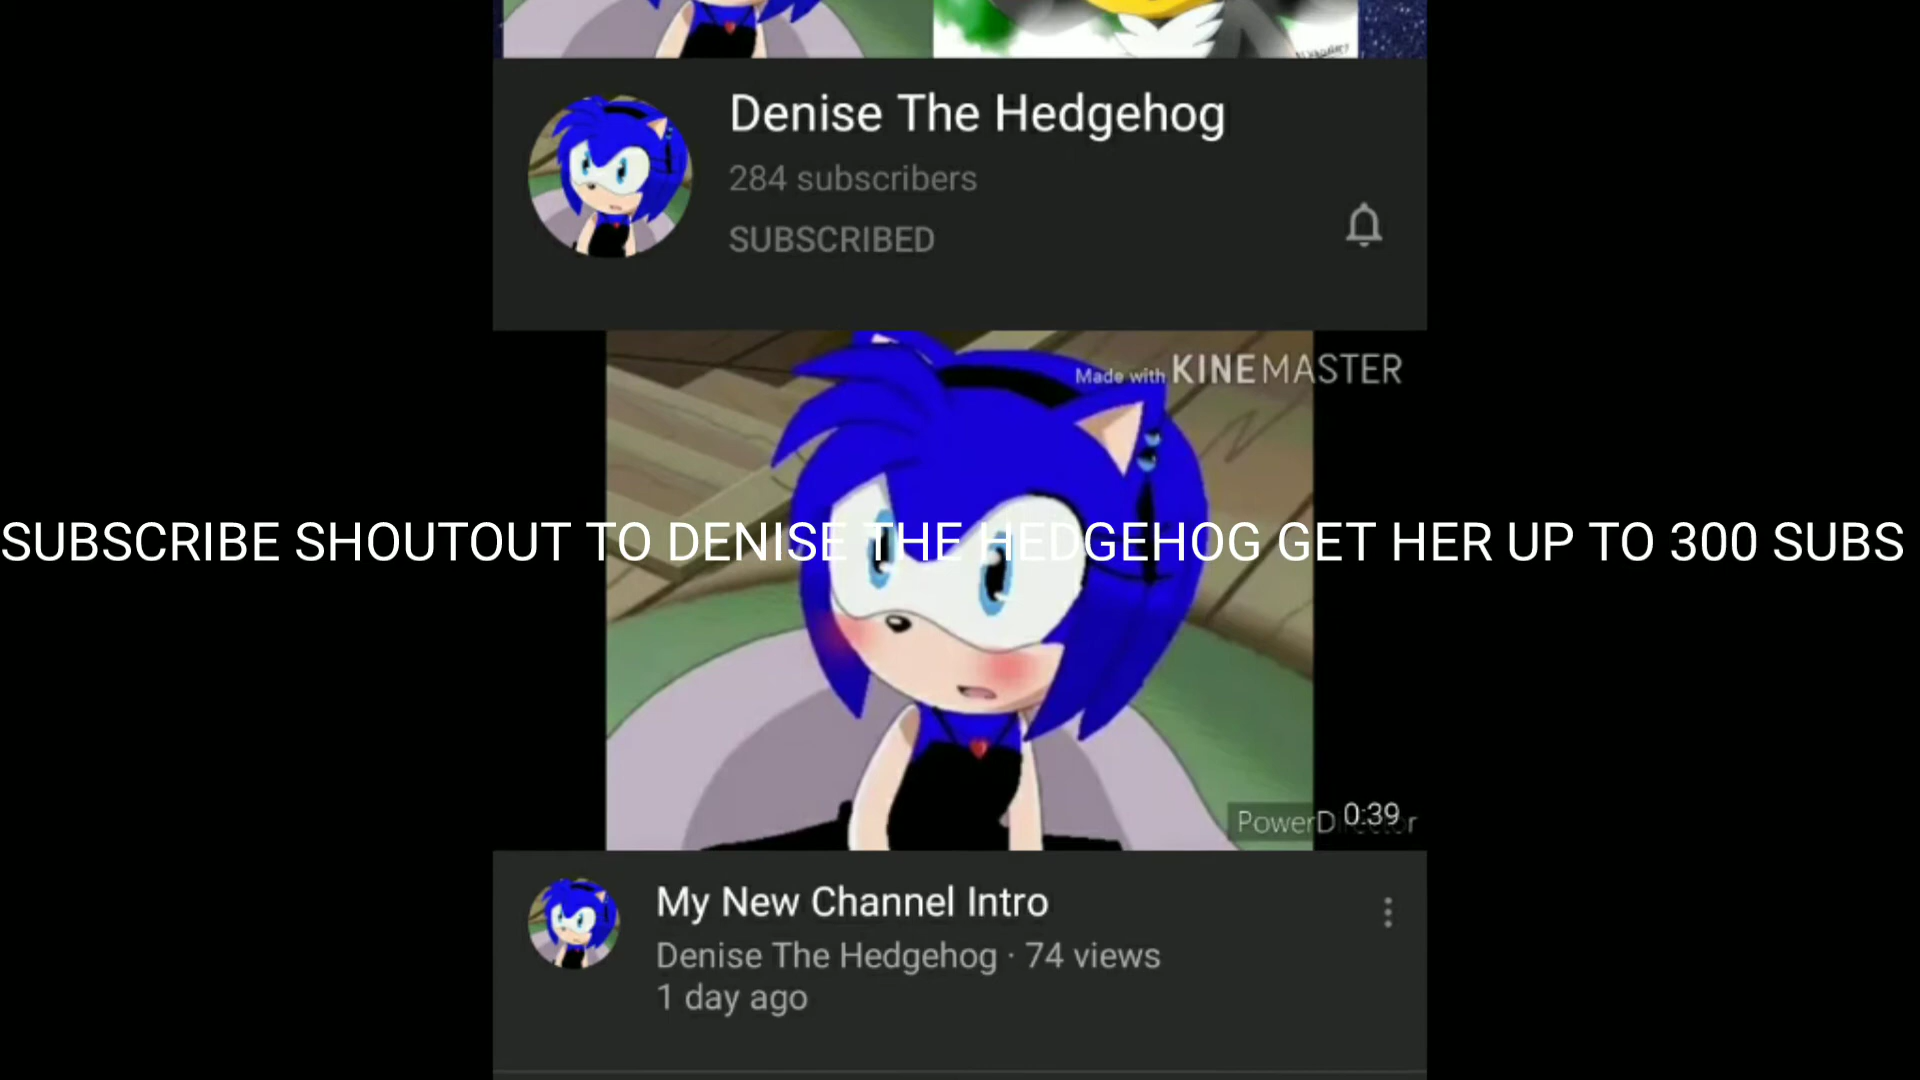 Denise The Hedgehog
284 subscribers
SUBSCRIBED
Made with KINEMASTER
SUBSCRIBE SHOUTOUT TO DENISE THE HEDGEHOG GET HER UP TO 300 SUBS
0:39
My New Channel Intro
Denise The Hedgehog · 74 views
1 day ago